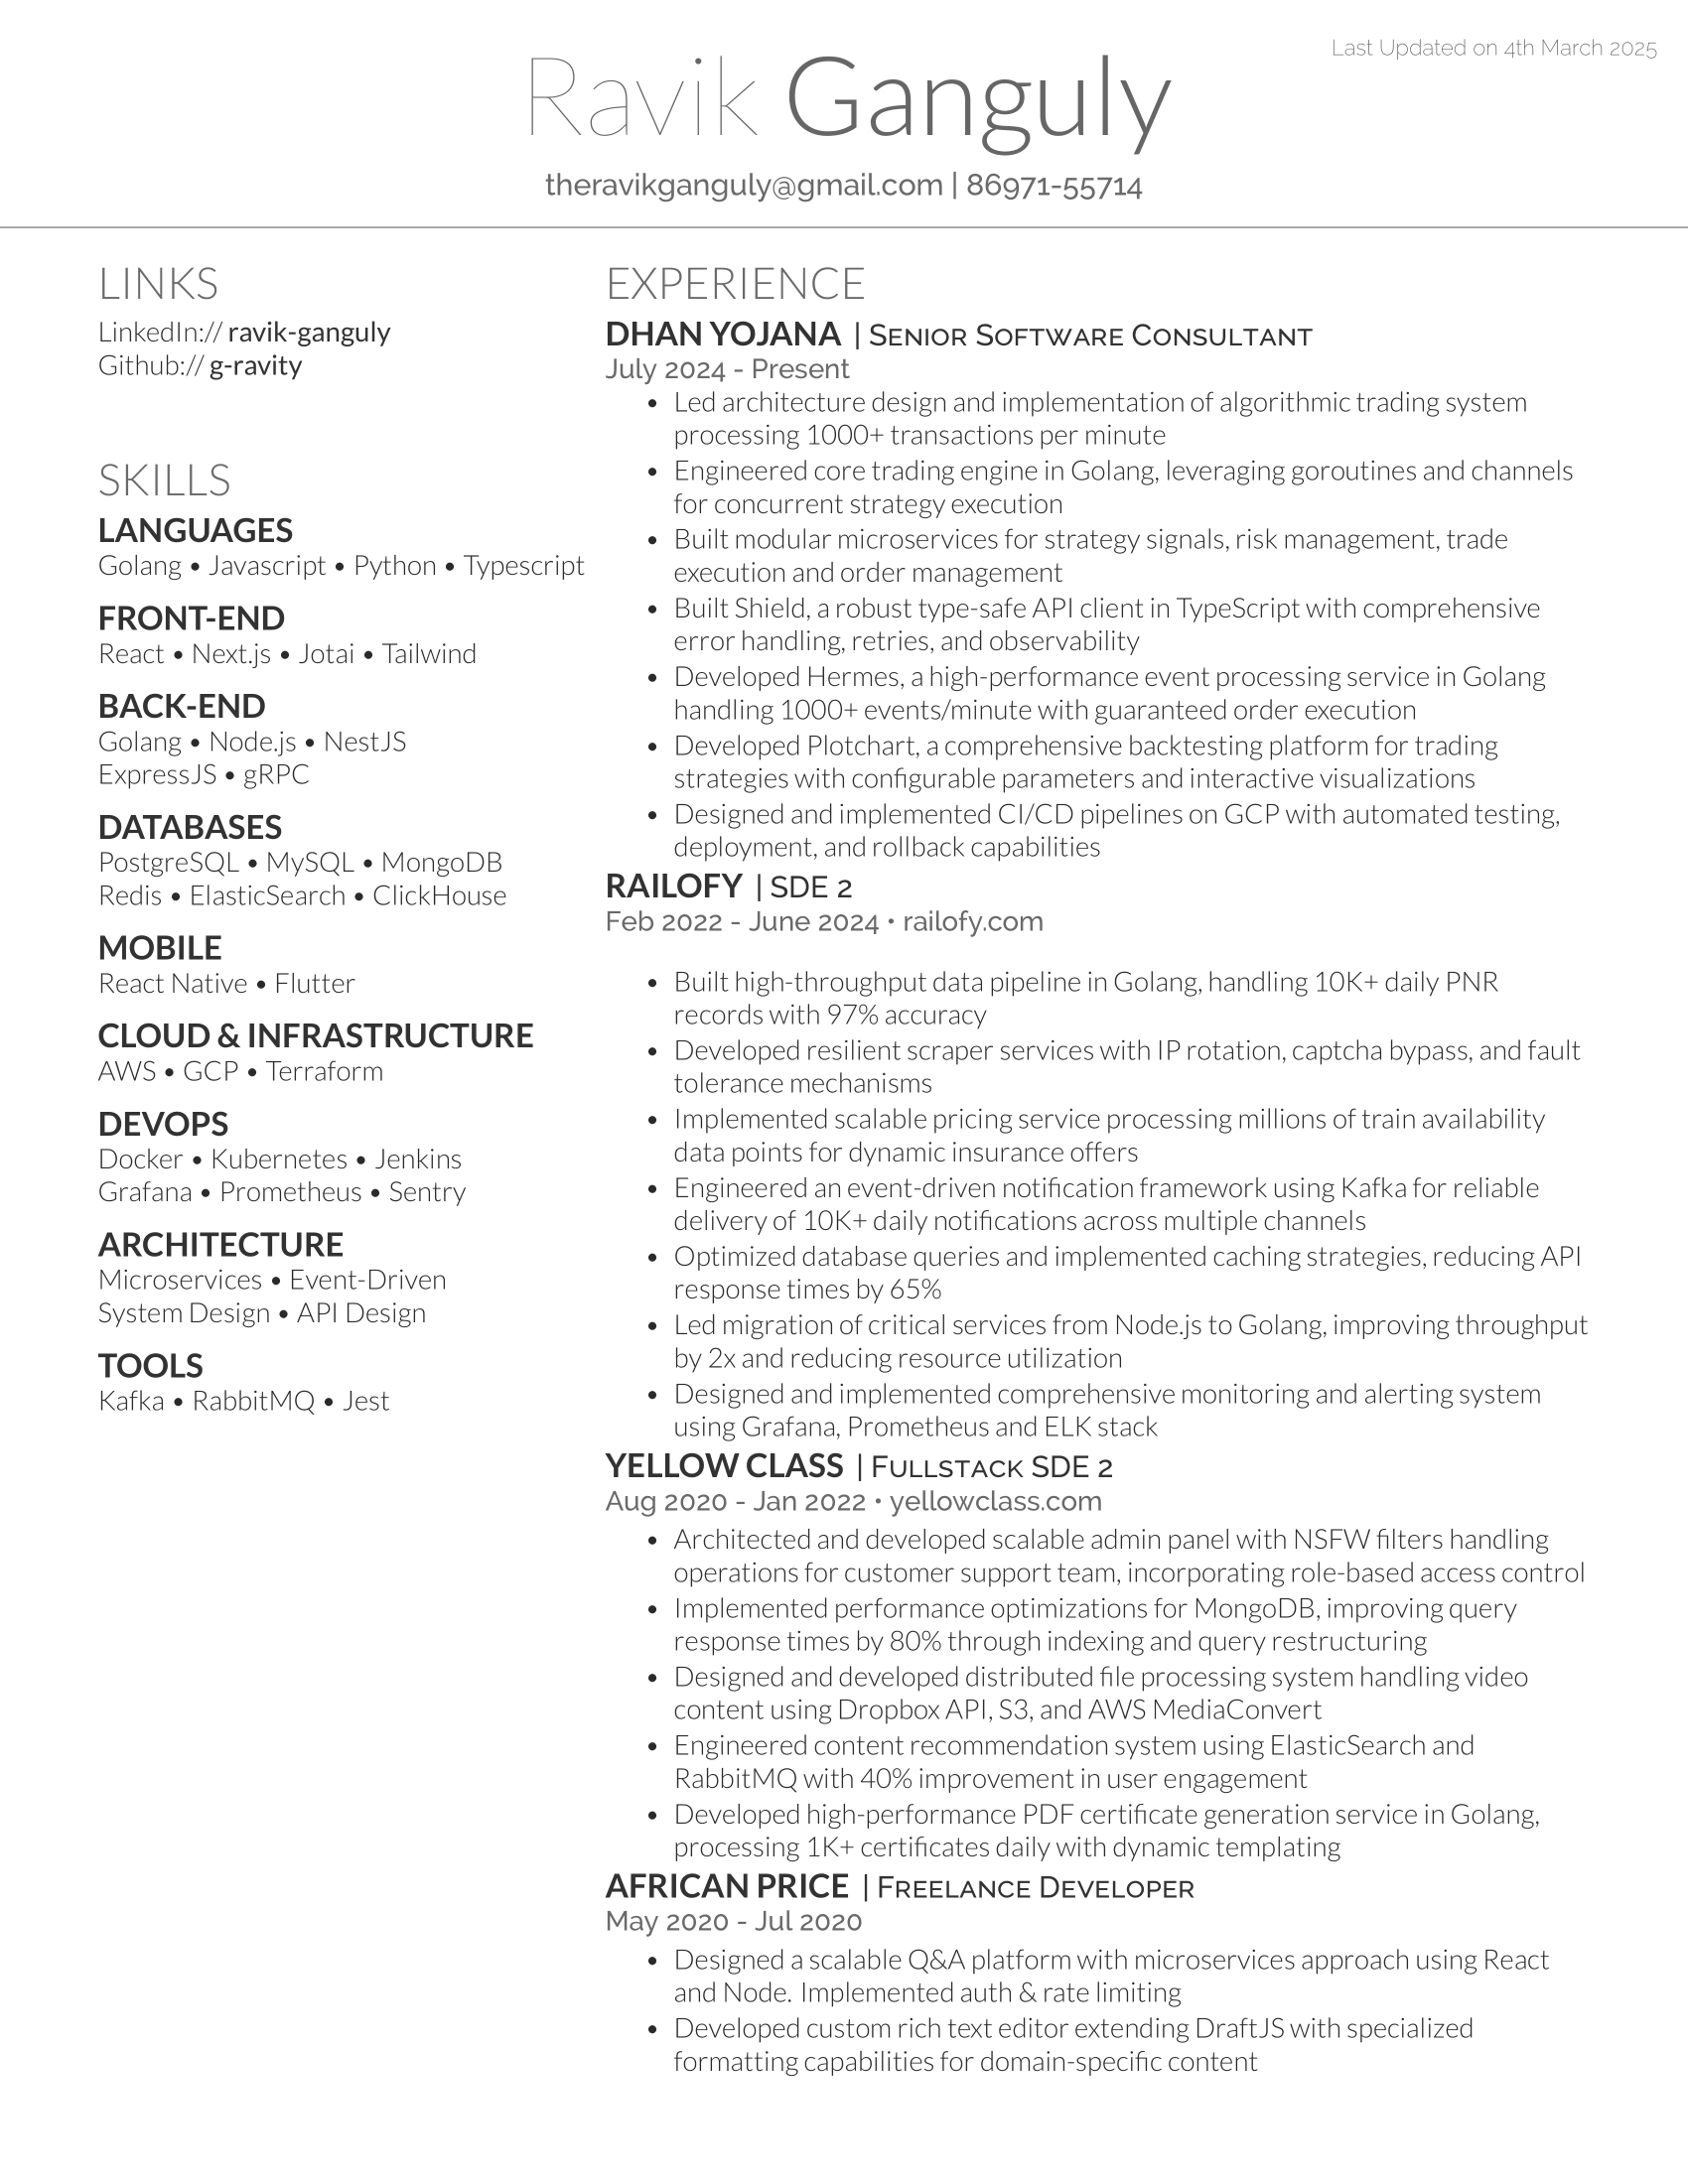 Last Updated on 4th March 2025
Ravik Ganguly
theravikganguly@gmail.com | 86971-55714
LINKS
LinkedIn:// ravik-ganguly
Github:// g-ravity
SKILLS
LANGUAGES
Golang • Javascript • Python • Typescript
FRONT-END
React • Next.js • Jotai • Tailwind
BACK-END
Golang • Node.js • NestJS
ExpressJS • gRPC
DATABASES
PostgreSQL • MySQL • MongoDB
Redis • ElasticSearch • ClickHouse
MOBILE
React Native • Flutter
CLOUD & INFRASTRUCTURE
AWS • GCP • Terraform
DEVOPS
Docker • Kubernetes • Jenkins
Grafana • Prometheus • Sentry
ARCHITECTURE
Microservices • Event-Driven
System Design • API Design
TOOLS
Kafka • RabbitMQ • Jest
EXPERIENCE
DHAN YOJANA | Senior Software Consultant
July 2024 - Present
• Led architecture design and implementation of algorithmic trading system
processing 1000+ transactions per minute
• Engineered core trading engine in Golang, leveraging goroutines and channels
for concurrent strategy execution
• Built modular microservices for strategy signals, risk management, trade
execution and order management
• Built Shield, a robust type-safe API client in TypeScript with comprehensive
error handling, retries, and observability
• Developed Hermes, a high-performance event processing service in Golang
handling 1000+ events/minute with guaranteed order execution
• Developed Plotchart, a comprehensive backtesting platform for trading
strategies with configurable parameters and interactive visualizations
• Designed and implemented CI/CD pipelines on GCP with automated testing,
deployment, and rollback capabilities
RAILOFY | SDE 2
Feb 2022 - June 2024 • railofy.com
• Built high-throughput data pipeline in Golang, handling 10K+ daily PNR
records with 97% accuracy
• Developed resilient scraper services with IP rotation, captcha bypass, and fault
tolerance mechanisms
• Implemented scalable pricing service processing millions of train availability
data points for dynamic insurance offers
• Engineered an event-driven notification framework using Kafka for reliable
delivery of 10K+ daily notifications across multiple channels
• Optimized database queries and implemented caching strategies, reducing API
response times by 65%
• Led migration of critical services from Node.js to Golang, improving throughput
by 2x and reducing resource utilization
• Designed and implemented comprehensive monitoring and alerting system
using Grafana, Prometheus and ELK stack
YELLOW CLASS | Fullstack SDE 2
Aug 2020 - Jan 2022 • yellowclass.com
• Architected and developed scalable admin panel with NSFW filters handling
operations for customer support team, incorporating role-based access control
• Implemented performance optimizations for MongoDB, improving query
response times by 80% through indexing and query restructuring
• Designed and developed distributed file processing system handling video
content using Dropbox API, S3, and AWS MediaConvert
• Engineered content recommendation system using ElasticSearch and
RabbitMQ with 40% improvement in user engagement
• Developed high-performance PDF certificate generation service in Golang,
processing 1K+ certificates daily with dynamic templating
AFRICAN PRICE | Freelance Developer
May 2020 - Jul 2020
• Designed a scalable Q&A platform with microservices approach using React
and Node. Implemented auth & rate limiting
• Developed custom rich text editor extending DraftJS with specialized
formatting capabilities for domain-specific content